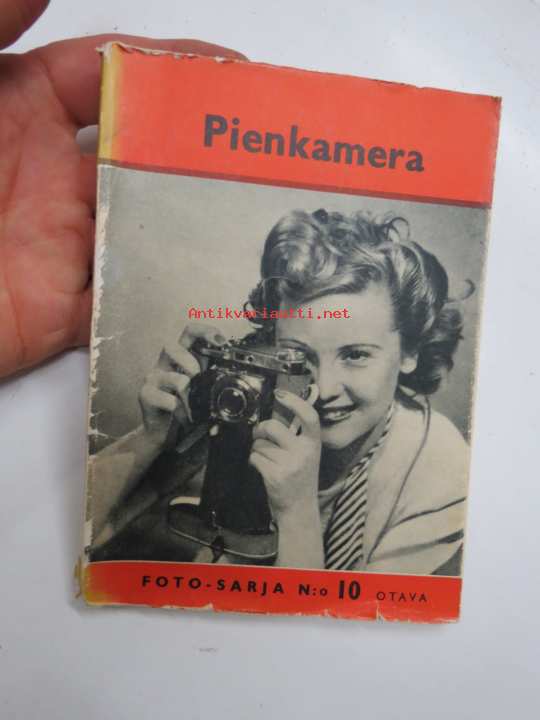 Pienkamera
Antikvariaatti.net
FOTO-SARJA N:o 10 OTAVA